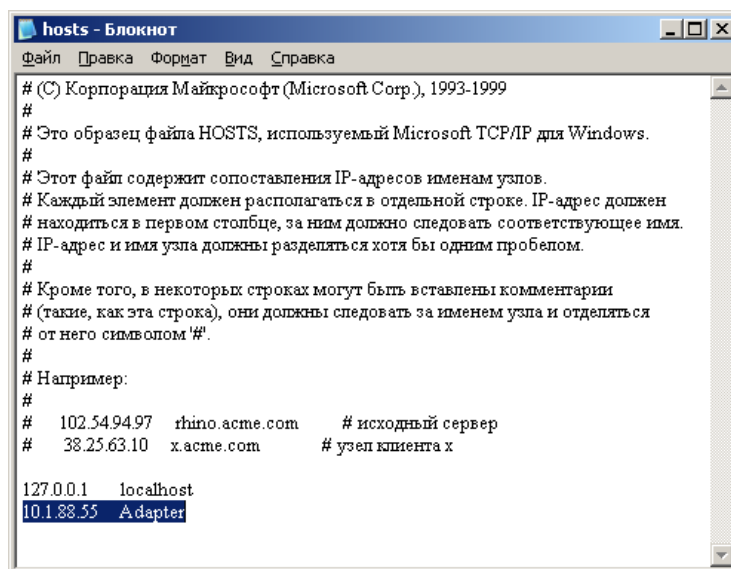 hosts - Блокнот
Файл Правка Формат Вид Справка
# (C) Корпорация Майкрософт (Microsoft Corp.), 1993-1999
#
# Это образец файла HOSTS, используемый Microsoft TCP/IP для Windows.
#
# Этот файл содержит сопоставления IP-адресов именам узлов.
# Каждый элемент должен располагаться в отдельной строке. IP-адрес должен
# находиться в первом столбце, за ним должно следовать соответствующее имя.
# IP-адрес и имя узла должны разделяться хотя бы одним пробелом.
#
# Кроме того, в некоторых строках могут быть вставлены комментарии
# (такие, как эта строка), они должны следовать за именем узла и отделяться
# от него символом '#'.
#
# Например:
#
# 102.54.94.97 rhino.acme.com # исходный сервер
# 38.25.63.10 x.acme.com # узел клиента x
127.0.0.1 localhost
10.1.88.55 Adapter